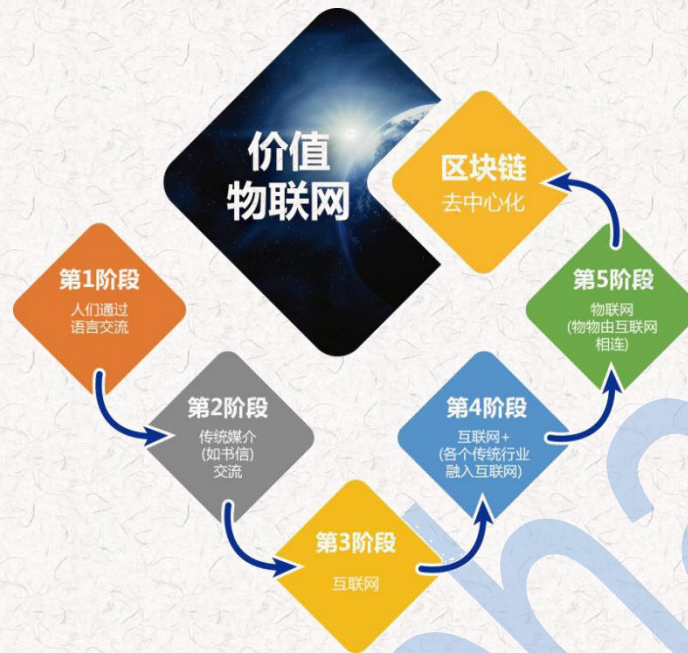 价值
物联网
区块链
去中心化
第1阶段
人们通过
语言交流
第2阶段
传统媒介
(如书信)
交流
第3阶段
互联网
第4阶段
互联网+
(各个传统行业
融入互联网)
第5阶段
物联网
(物物由互联网
相连)